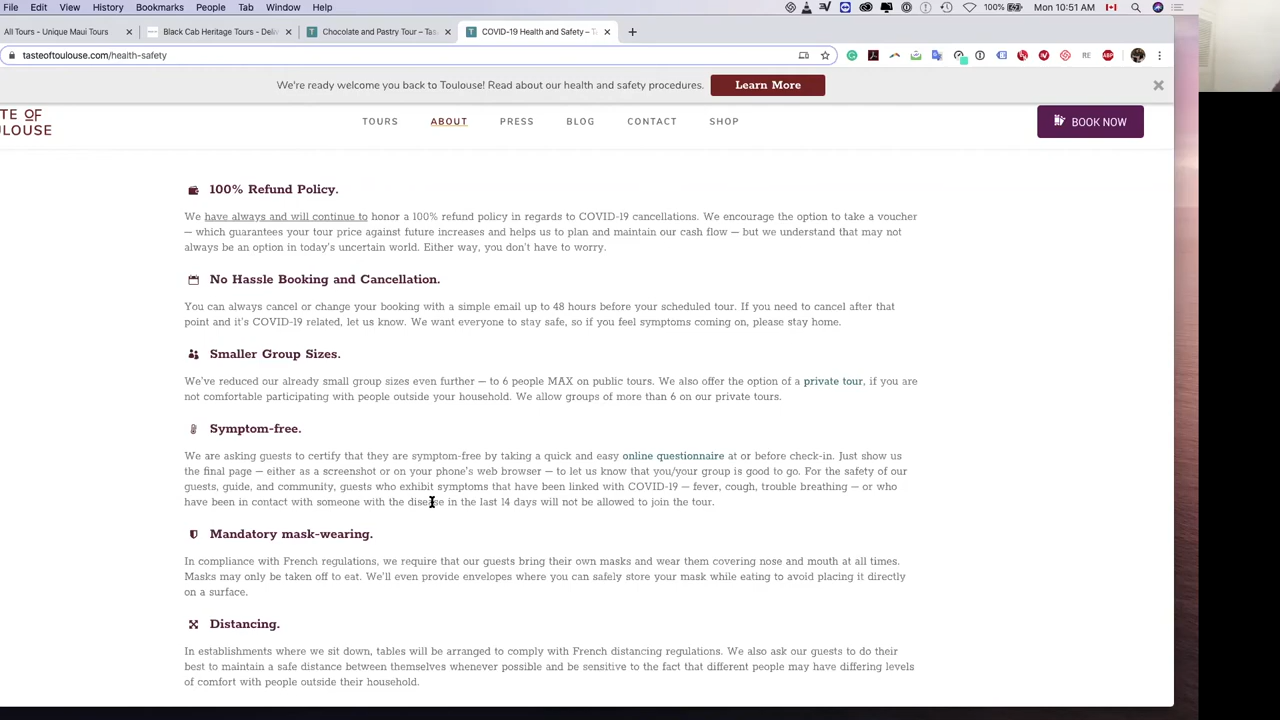 File Edit View History Bookmarks People Tab Window Help 100% Mon 10:51 AM
All Tours - Unique Maui Tours × Black Cab Heritage Tours - Deli × Chocolate and Pastry Tour – Tas × COVID-19 Health and Safety – T × +
tasteoftoulouse.com/health-safety
We're ready welcome you back to Toulouse! Read about our health and safety procedures. Learn More
TE OF
ULOUSE
TOURS ABOUT PRESS BLOG CONTACT SHOP BOOK NOW
100% Refund Policy.
We have always and will continue to honor a 100% refund policy in regards to COVID-19 cancellations. We encourage the option to take a voucher
— which guarantees your tour price against future increases and helps us to plan and maintain our cash flow — but we understand that may not
always be an option in today's uncertain world. Either way, you don't have to worry.
No Hassle Booking and Cancellation.
You can always cancel or change your booking with a simple email up to 48 hours before your scheduled tour. If you need to cancel after that
point and it's COVID-19 related, let us know. We want everyone to stay safe, so if you feel symptoms coming on, please stay home.
Smaller Group Sizes.
We've reduced our already small group sizes even further — to 6 people MAX on public tours. We also offer the option of a private tour, if you are
not comfortable participating with people outside your household. We allow groups of more than 6 on our private tours.
Symptom-free.
We are asking guests to certify that they are symptom-free by taking a quick and easy online questionnaire at or before check-in. Just show us
the final page — either as a screenshot or on your phone's web browser — to let us know that you/your group is good to go. For the safety of our
guests, guide, and community, guests who exhibit symptoms that have been linked with COVID-19 — fever, cough, trouble breathing — or who
have been in contact with someone with the disease in the last 14 days will not be allowed to join the tour.
Mandatory mask-wearing.
In compliance with French regulations, we require that our guests bring their own masks and wear them covering nose and mouth at all times.
Masks may only be taken off to eat. We'll even provide envelopes where you can safely store your mask while eating to avoid placing it directly
on a surface.
Distancing.
In establishments where we sit down, tables will be arranged to comply with French distancing regulations. We also ask our guests to do their
best to maintain a safe distance between themselves whenever possible and be sensitive to the fact that different people may have differing levels
of comfort with people outside their household.